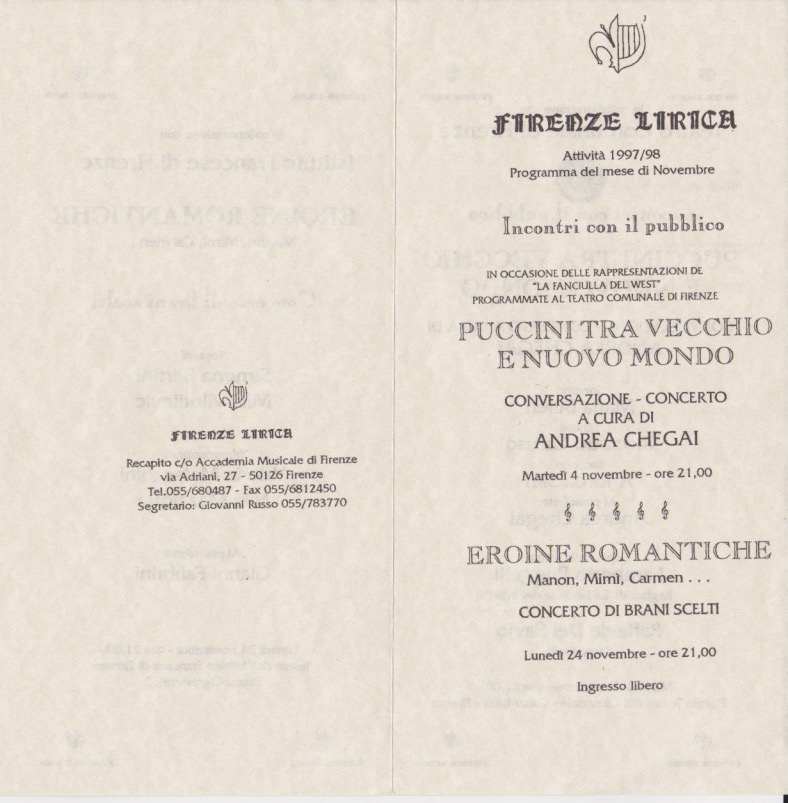 FIRENZE LIRICA
Recapito c/o Accademia Musicale di Firenze
via Adriani, 27 - 50126 Firenze
Tel.055/680487 - Fax 055/6812450
Segretario: Giovanni Russo 055/783770
FIRENZE LIRICA
Attività 1997/98
Programma del mese di Novembre
Incontri con il pubblico
IN OCCASIONE DELLE RAPPRESENTAZIONI DE
"LA FANCIULLA DEL WEST"
PROGRAMMATE AL TEATRO COMUNALE DI FIRENZE
PUCCINI TRA VECCHIO
E NUOVO MONDO
CONVERSAZIONE - CONCERTO
A CURA DI
ANDREA CHEGAI
Martedì 4 novembre - ore 21,00
EROINE ROMANTICHE
Manon, Mimì, Carmen . . .
CONCERTO DI BRANI SCELTI
Lunedì 24 novembre - ore 21,00
Ingresso libero